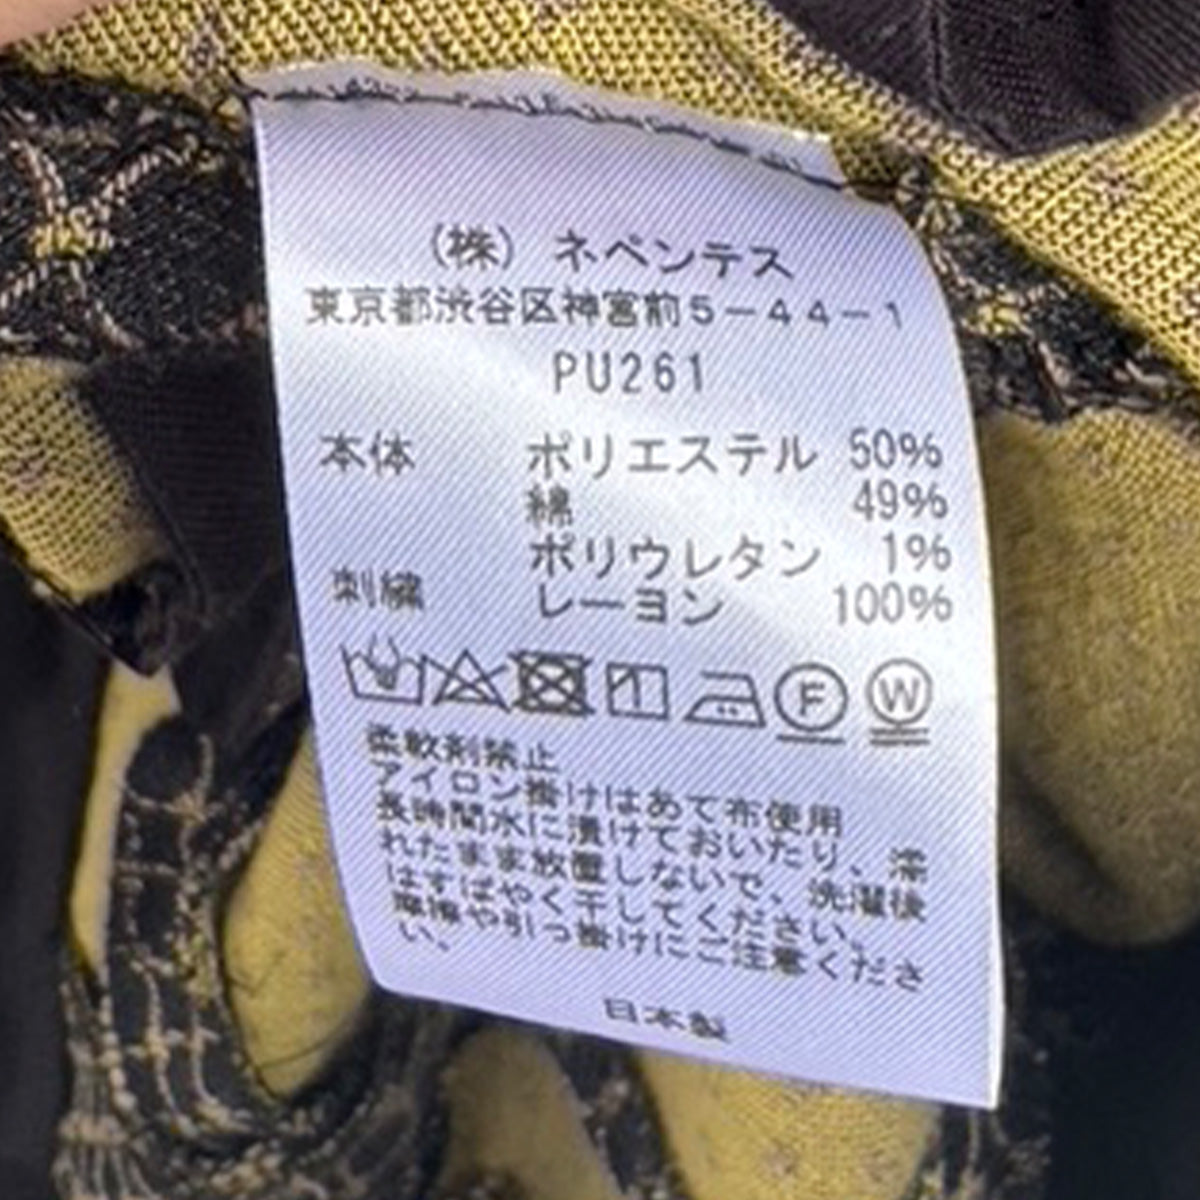 (株) ネペンテス
東京都渋谷区神宮前5-44-1
PU261
本体 ポリエステル 50%
綿 49%
ポリウレタン 1%
刺繍 レーヨン 100%
F W
柔軟剤禁止
アイロン掛けはあて布使用
長時間水に漬けておいたり、濡
れたまま放置しないで、洗濯後
はすばやく干してください。
摩擦や引っ掛けにご注意くださ
い。
日本製